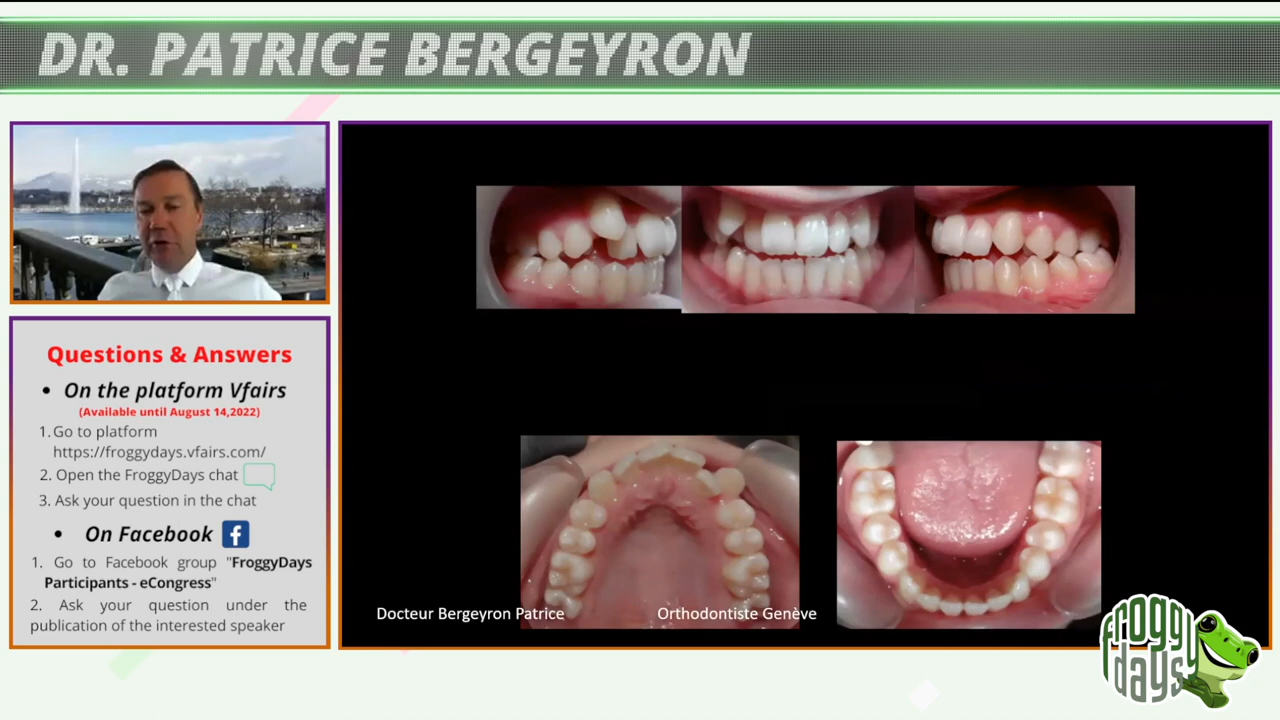 DR. PATRICE BERGEYRON
Questions & Answers
• On the platform Vfairs
(Available until August 14,2022)
1. Go to platform
https://froggydays.vfairs.com/
2. Open the FroggyDays chat
3. Ask your question in the chat
• On Facebook
1. Go to Facebook group "FroggyDays
Participants - eCongress"
2. Ask your question under the
publication of the interested speaker
Docteur Bergeyron Patrice
Orthodontiste Genève
froggy
days